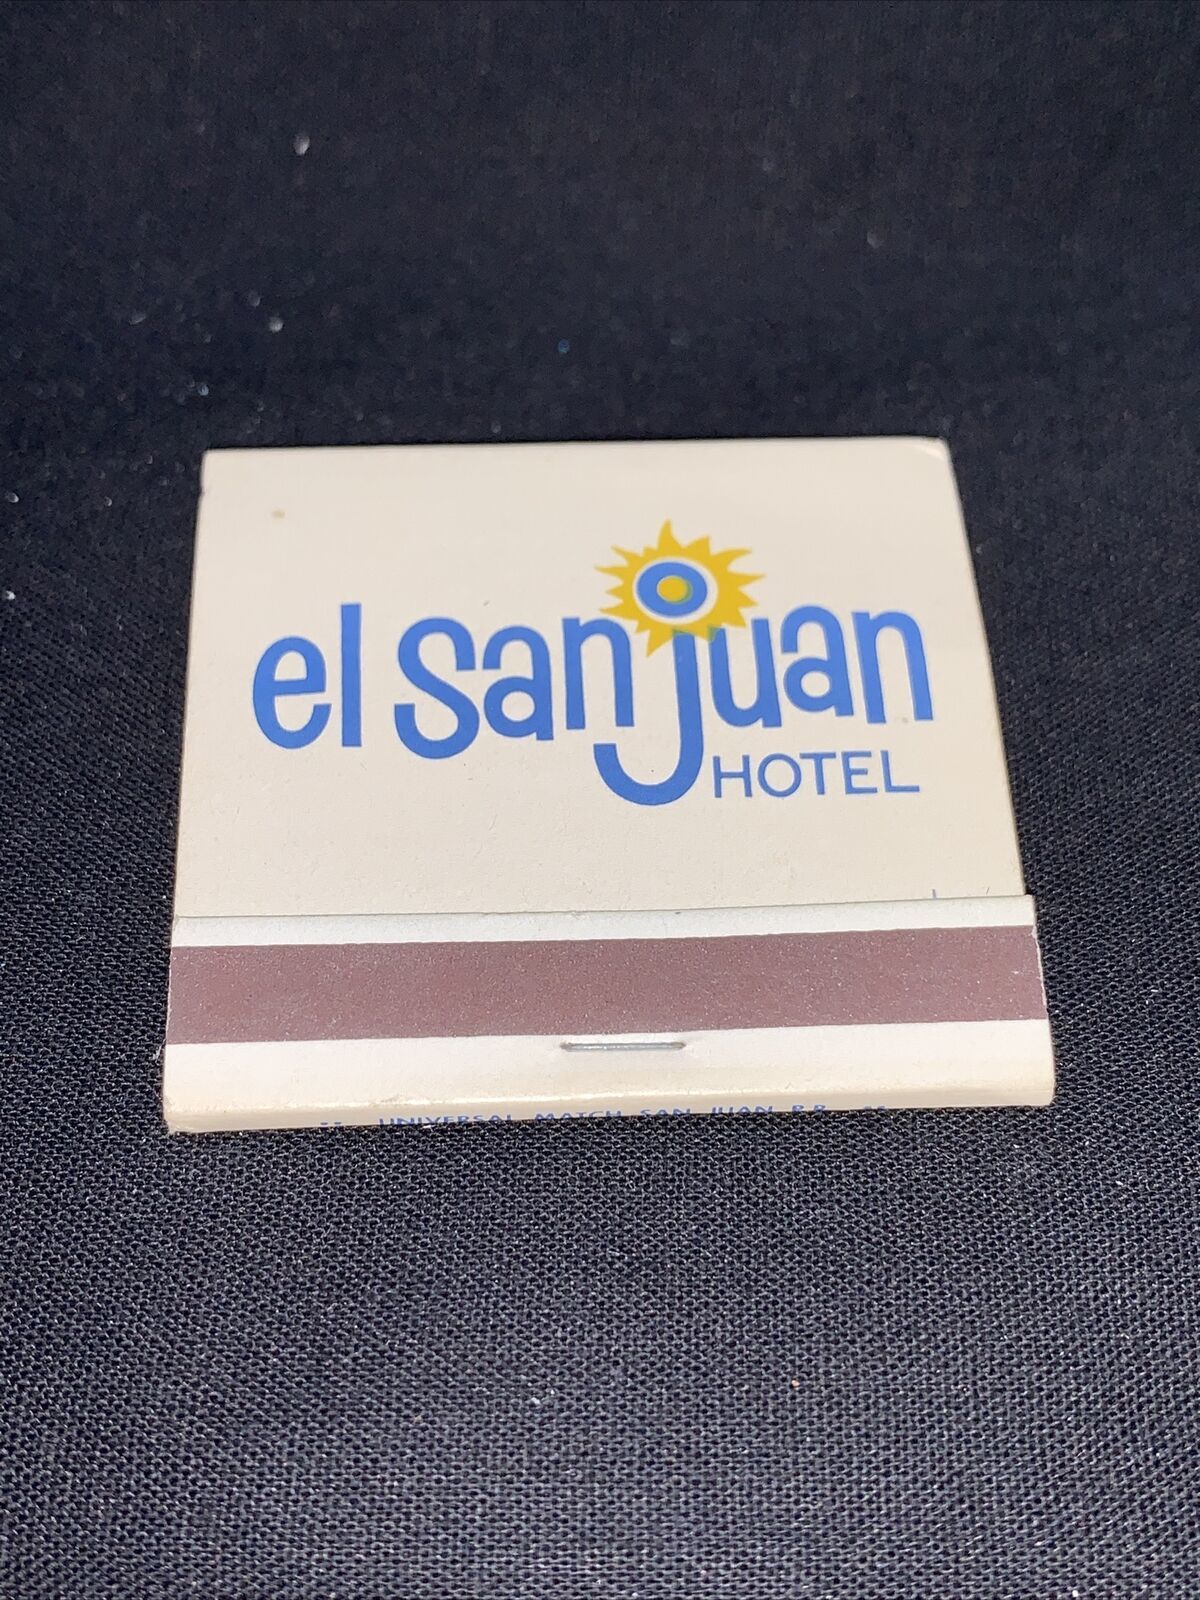 el San Juan
HOTEL
UNIVERSAL MATCH SAN JUAN P.R.